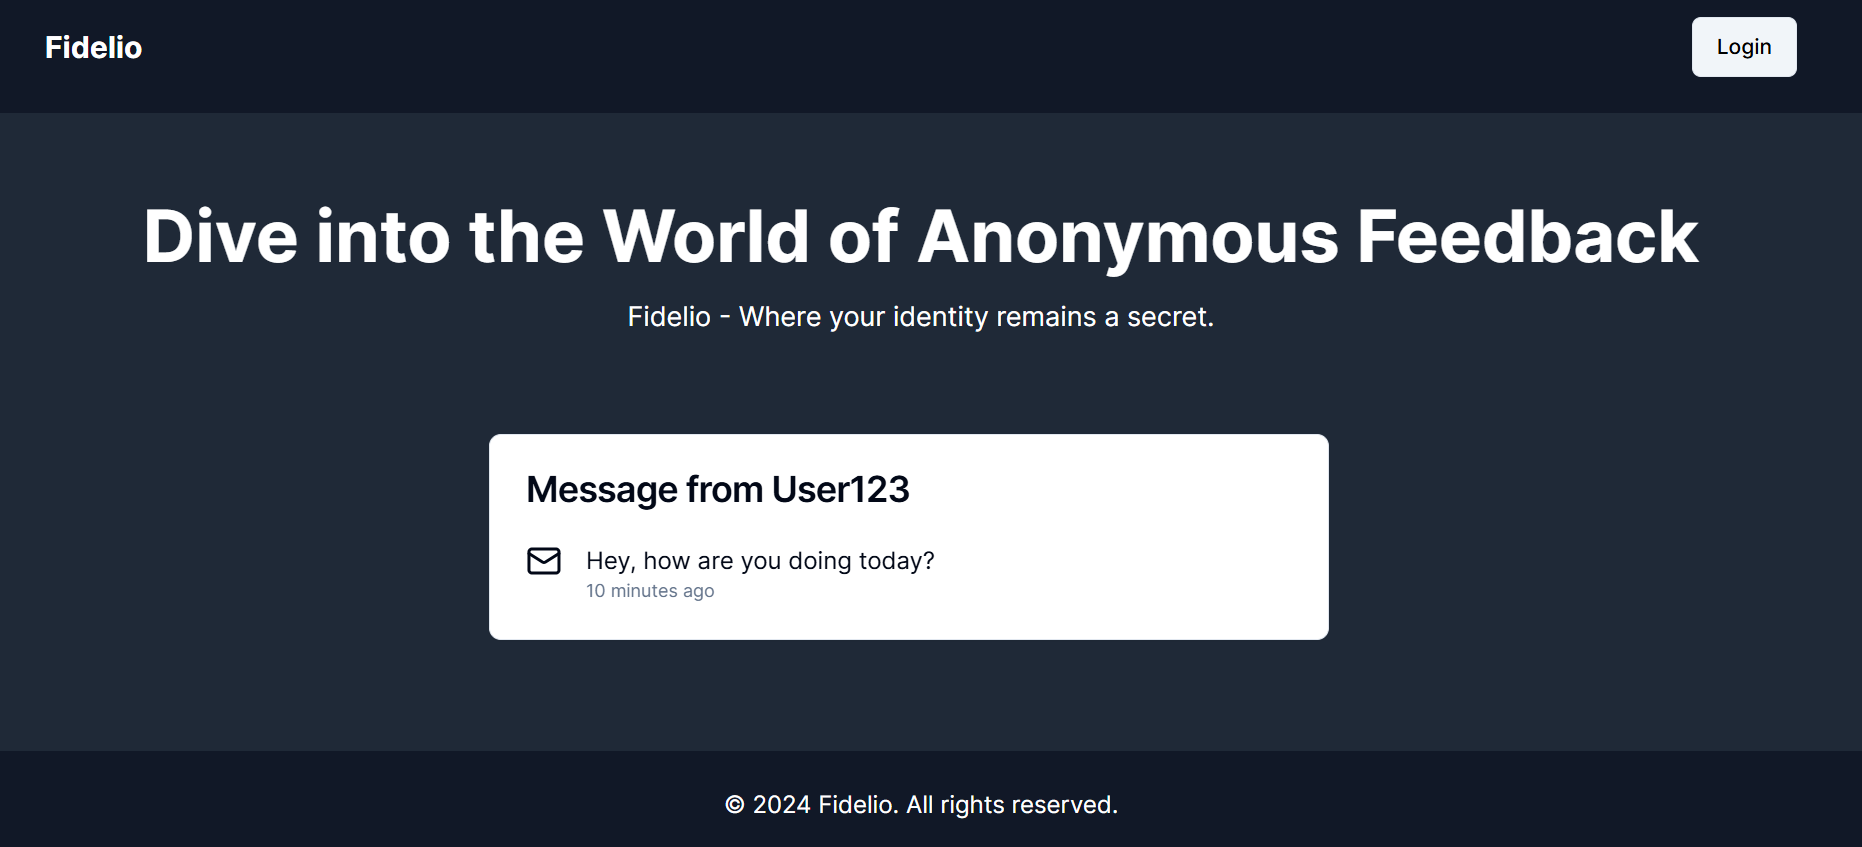 Fidelio
Login
Dive into the World of Anonymous Feedback
Fidelio - Where your identity remains a secret.
Message from User123
Hey, how are you doing today?
10 minutes ago
© 2024 Fidelio. All rights reserved.